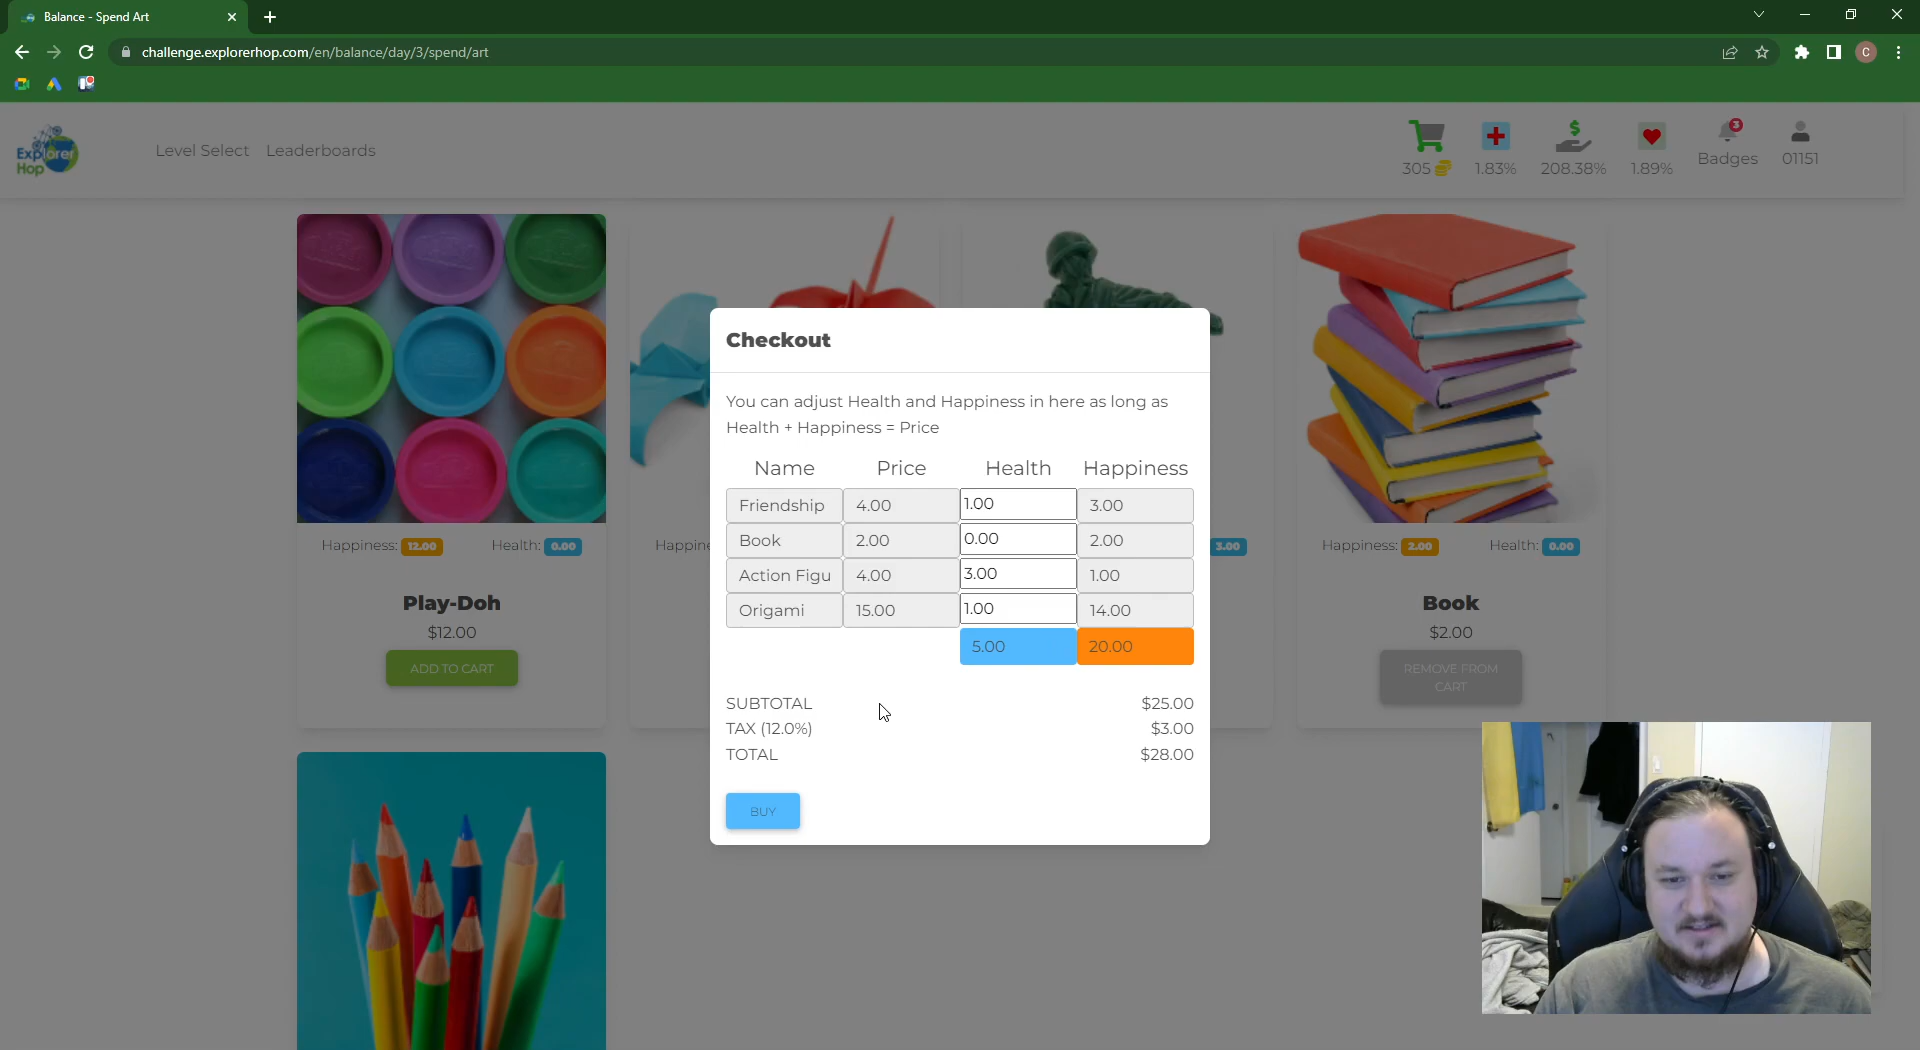 Balance - Spend Art
challenge.explorerhop.com/en/balance/day/3/spend/art
C
Explorer
Hop
Level Select
Leaderboards
305
1.83%
208.38%
1.89%
3
Badges
01151
Checkout
You can adjust Health and Happiness in here as long as
Health + Happiness = Price
Name Price Health Happiness
Friendship 4.00 1.00 3.00
Book 2.00 0.00 2.00
Action Figu 4.00 3.00 1.00
Origami 15.00 1.00 14.00
5.00 20.00
SUBTOTAL $25.00
TAX (12.0%) $3.00
TOTAL $28.00
BUY
Happiness: 12.00 Health: 0.00
Play-Doh
$12.00
ADD TO CART
Happine
3.00
Happiness: 2.00 Health: 0.00
Book
$2.00
REMOVE FROM
CART